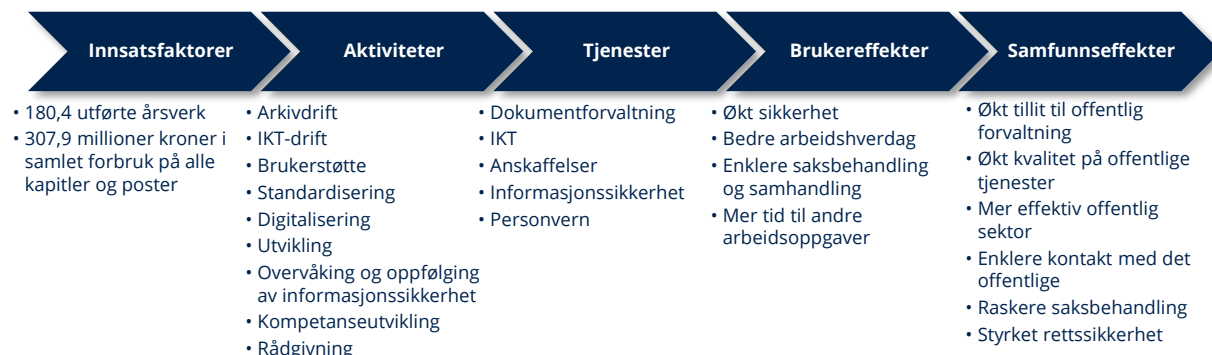 Innsatsfaktorer
Aktiviteter
Tjenester
Brukereffekter
Samfunnseffekter
• 180,4 utførte årsverk
• 307,9 millioner kroner i
samlet forbruk på alle
kapitler og poster
• Arkivdrift
• IKT-drift
• Brukerstøtte
• Standardisering
• Digitalisering
• Utvikling
• Overvåking og oppfølging
av informasjonssikkerhet
• Kompetanseutvikling
• Rådgivning
• Dokumentforvaltning
• IKT
• Anskaffelser
• Informasjonssikkerhet
• Personvern
• Økt sikkerhet
• Bedre arbeidshverdag
• Enklere saksbehandling
og samhandling
• Mer tid til andre
arbeidsoppgaver
• Økt tillit til offentlig
forvaltning
• Økt kvalitet på offentlige
tjenester
• Mer effektiv offentlig
sektor
• Enklere kontakt med det
offentlige
• Raskere saksbehandling
• Styrket rettssikkerhet